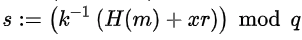 s := (k⁻¹ (H(m) + xr)) mod q